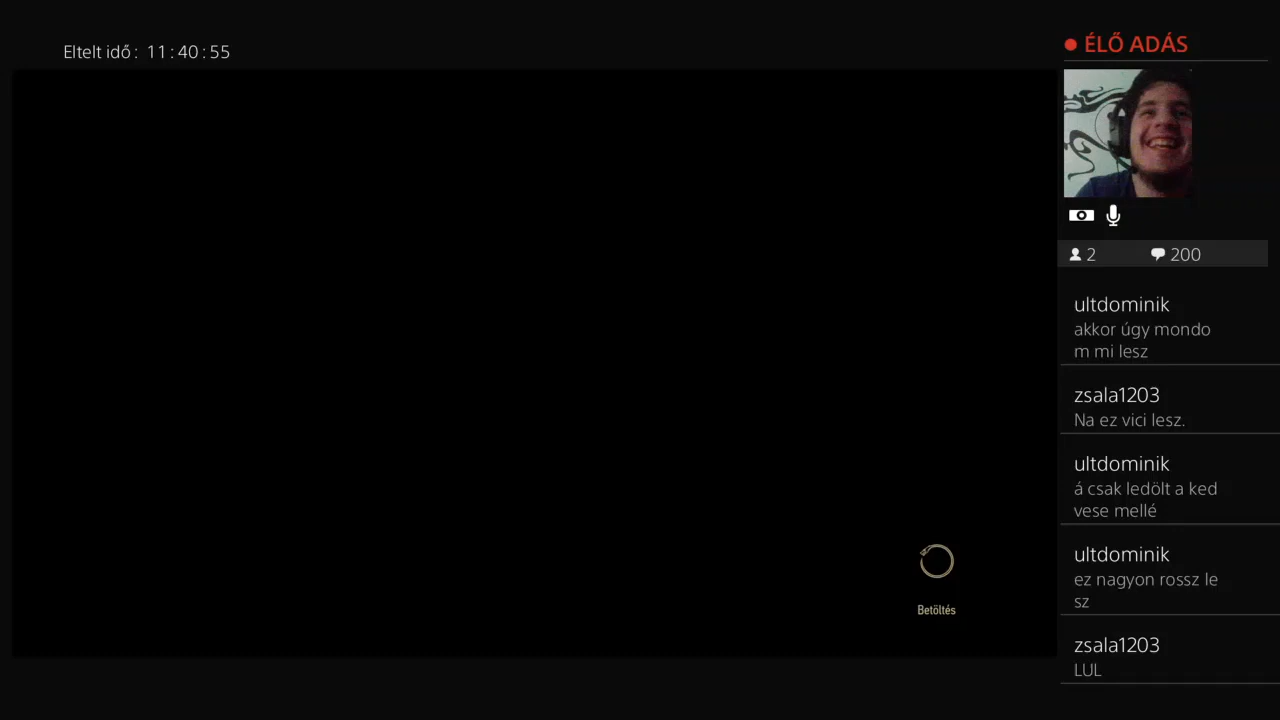 Eltelt idő : 11 : 40 : 55
ÉLŐ ADÁS
2 200
ultdominik
akkor úgy mondo
m mi lesz
zsala1203
Na ez vici lesz.
ultdominik
á csak ledölt a ked
vese mellé
ultdominik
ez nagyon rossz le
sz
zsala1203
LUL
Betöltés